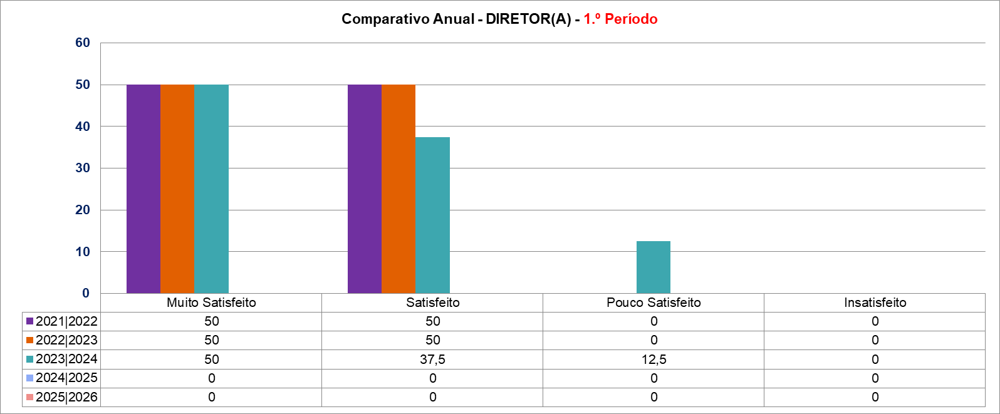 Comparativo Anual - DIRETOR(A) - 1.º Período
60
50
40
30
20
10
0
Muito Satisfeito Satisfeito Pouco Satisfeito Insatisfeito
2021|2022 50 50 0 0
2022|2023 50 50 0 0
2023|2024 50 37,5 12,5 0
2024|2025 0 0 0 0
2025|2026 0 0 0 0